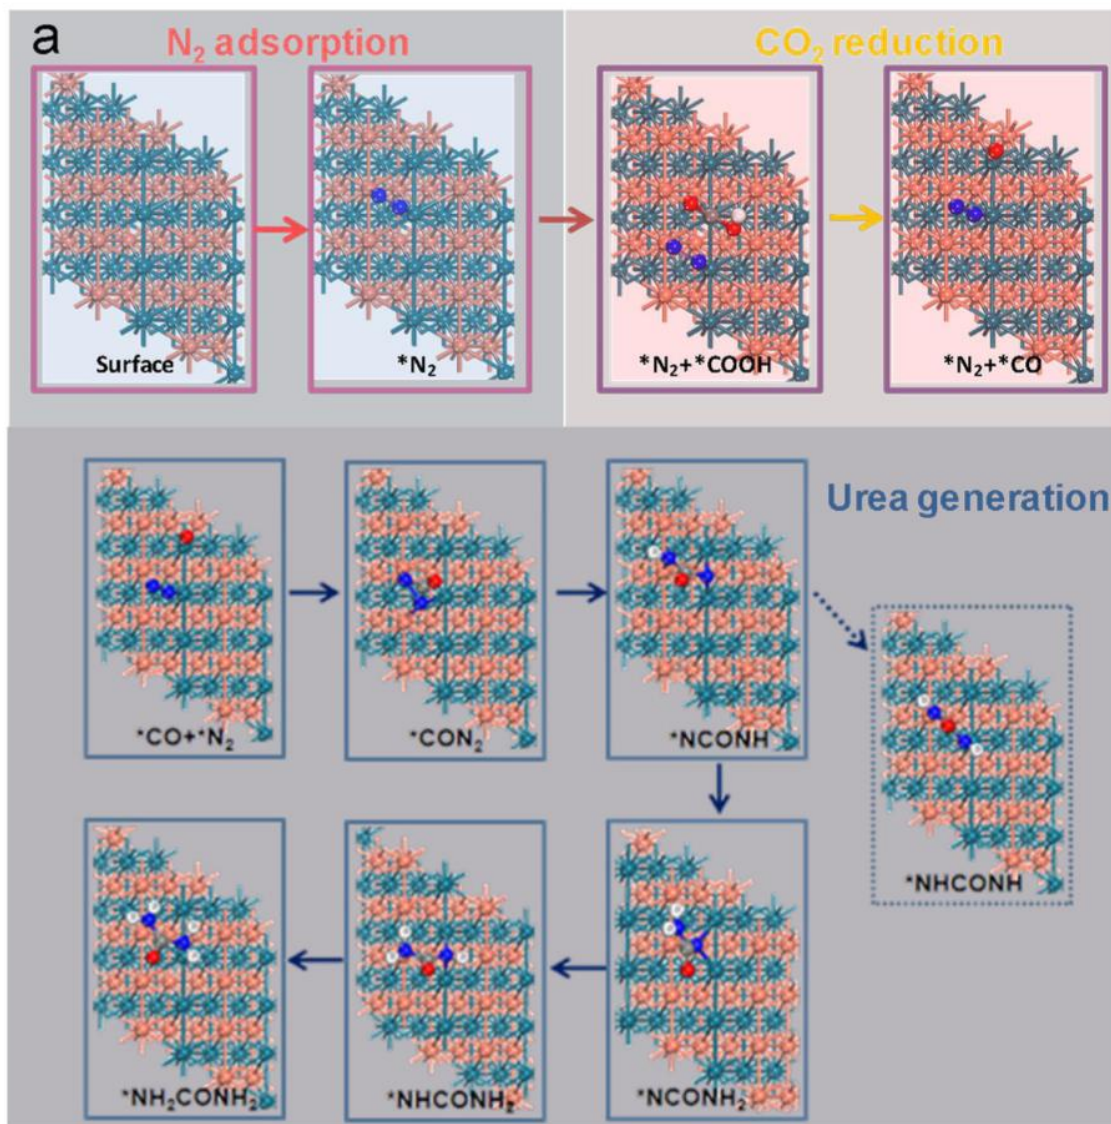 a
N₂ adsorption
CO₂ reduction
Surface
*N₂
*N₂+*COOH
*N₂+*CO
Urea generation
*CO+*N₂
*CON₂
*NCONH
*NHCONH
*NH₂CONH₂
*NHCONH₂
*NCONH₂